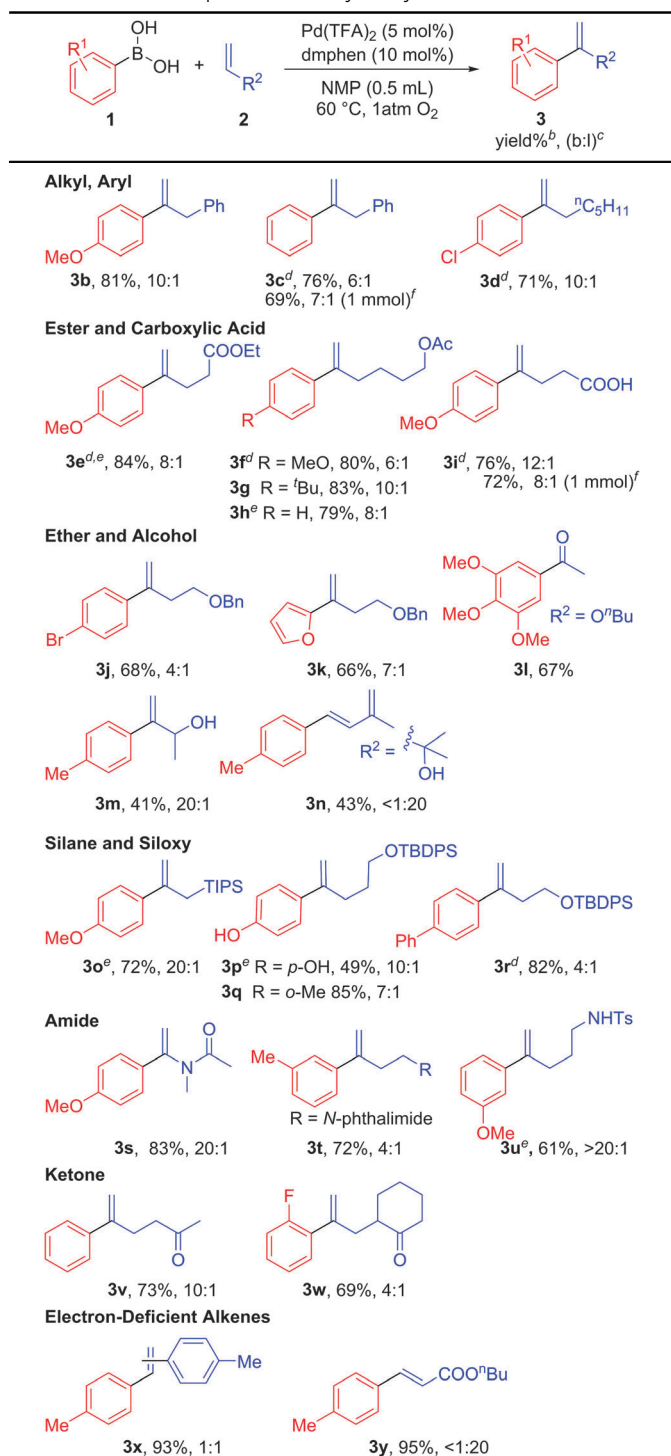 R¹ OH B OH + R² Pd(TFA)₂ (5 mol%) R¹ R²
dmphen (10 mol%)
NMP (0.5 mL)
60 °C, 1atm O₂
1 2 3
yield%ᵇ, (b:l)ᶜ
Alkyl, Aryl
Ph Ph ⁿC₅H₁₁
MeO Cl
3b, 81%, 10:1 3cᵈ, 76%, 6:1 3dᵈ, 71%, 10:1
69%, 7:1 (1 mmol)ᶠ
Ester and Carboxylic Acid
COOEt OAc
COOH
MeO R MeO
3eᵈ,ᵉ, 84%, 8:1 3fᵈ R = MeO, 80%, 6:1 3iᵈ, 76%, 12:1
3g R = ᵗBu, 83%, 10:1 72%, 8:1 (1 mmol)ᶠ
3hᵉ R = H, 79%, 8:1
Ether and Alcohol
O
OBn OBn MeO
Br O MeO R² = OⁿBu
OMe
3j, 68%, 4:1 3k, 66%, 7:1 3l, 67%
OH
R² =
Me Me OH
3m, 41%, 20:1 3n, 43%, <1:20
Silane and Siloxy
OTBDPS
TIPS OTBDPS
MeO HO Ph
3oᵉ, 72%, 20:1 3pᵉ R = p-OH, 49%, 10:1 3rᵈ, 82%, 4:1
3q R = o-Me 85%, 7:1
Amide
NHTs
O Me
N R
MeO R = N-phthalimide OMe
3s, 83%, 20:1 3t, 72%, 4:1 3uᵉ, 61%, >20:1
Ketone
F
O O
3v, 73%, 10:1 3w, 69%, 4:1
Electron-Deficient Alkenes
Me COOⁿBu
Me Me
3x, 93%, 1:1 3y, 95%, <1:20